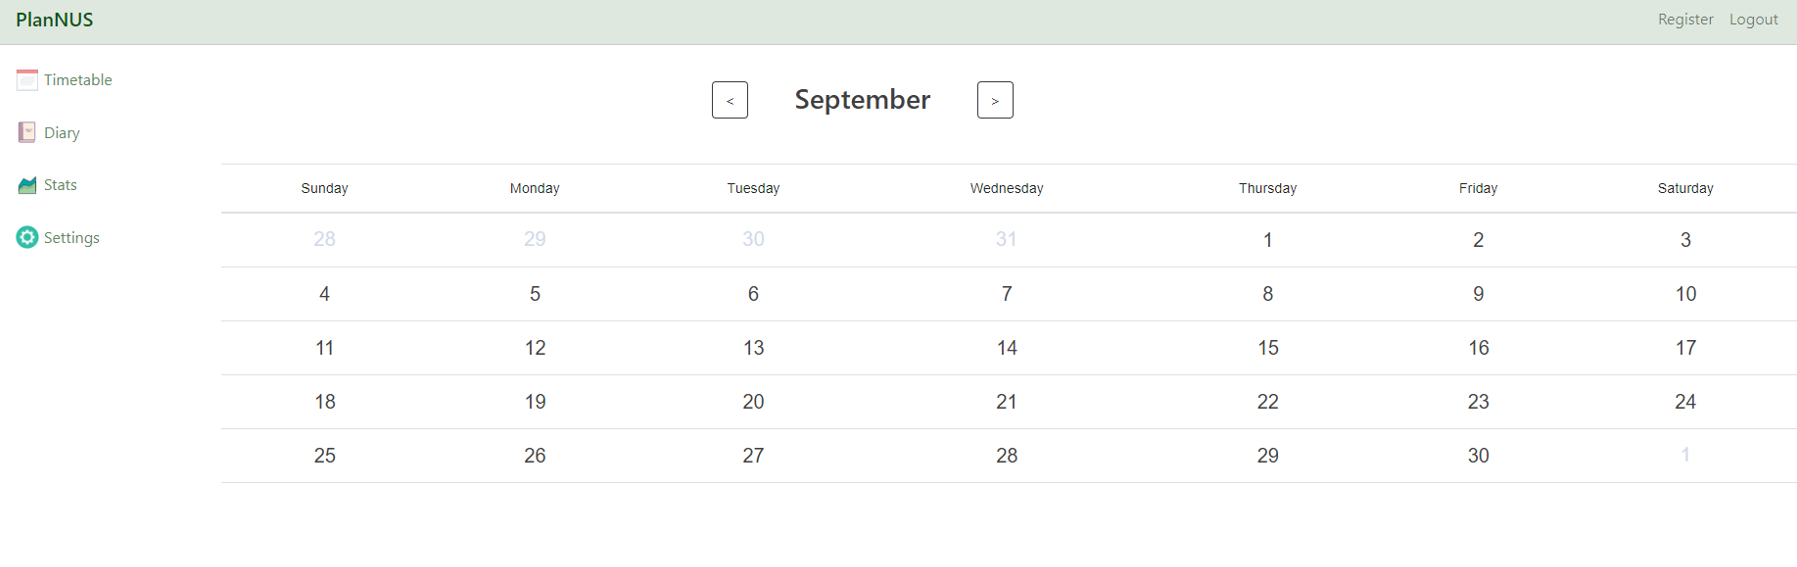 PlanNUS Register Logout
Timetable
Diary
Stats
Settings
< September >
Sunday Monday Tuesday Wednesday Thursday Friday Saturday
28 29 30 31 1 2 3
4 5 6 7 8 9 10
11 12 13 14 15 16 17
18 19 20 21 22 23 24
25 26 27 28 29 30 1